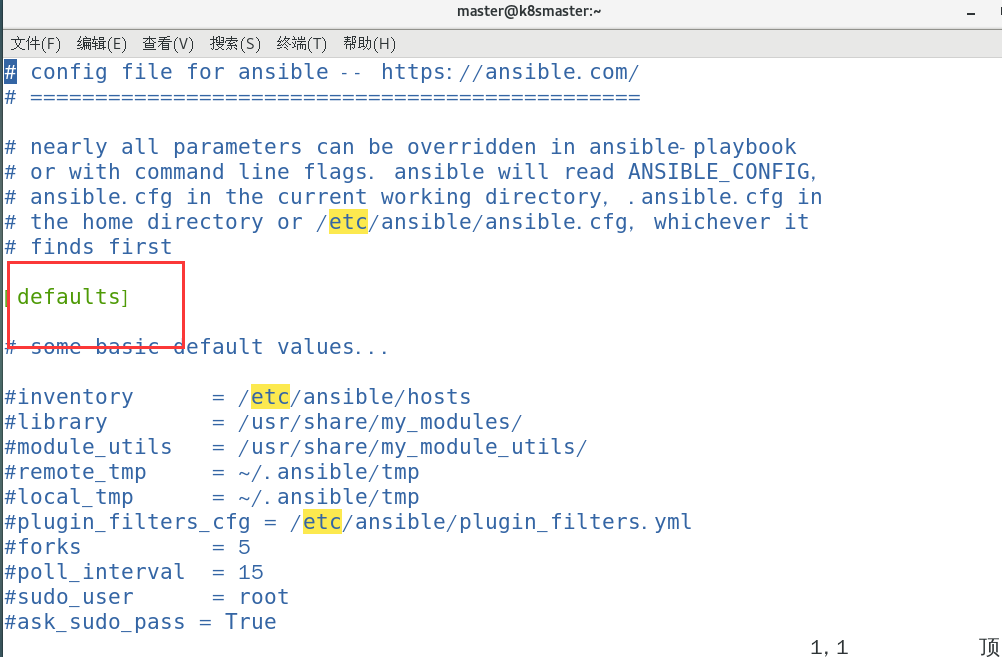 master@k8smaster:~
文件(F) 编辑(E) 查看(V) 搜索(S) 终端(T) 帮助(H)
# config file for ansible -- https://ansible.com/
# ===============================================
# nearly all parameters can be overridden in ansible-playbook
# or with command line flags. ansible will read ANSIBLE_CONFIG,
# ansible.cfg in the current working directory, .ansible.cfg in
# the home directory or /etc/ansible/ansible.cfg, whichever it
# finds first
[defaults]
# some basic default values...
#inventory      = /etc/ansible/hosts
#library        = /usr/share/my_modules/
#module_utils   = /usr/share/my_module_utils/
#remote_tmp     = ~/.ansible/tmp
#local_tmp      = ~/.ansible/tmp
#plugin_filters_cfg = /etc/ansible/plugin_filters.yml
#forks          = 5
#poll_interval  = 15
#sudo_user      = root
#ask_sudo_pass = True
1,1 顶